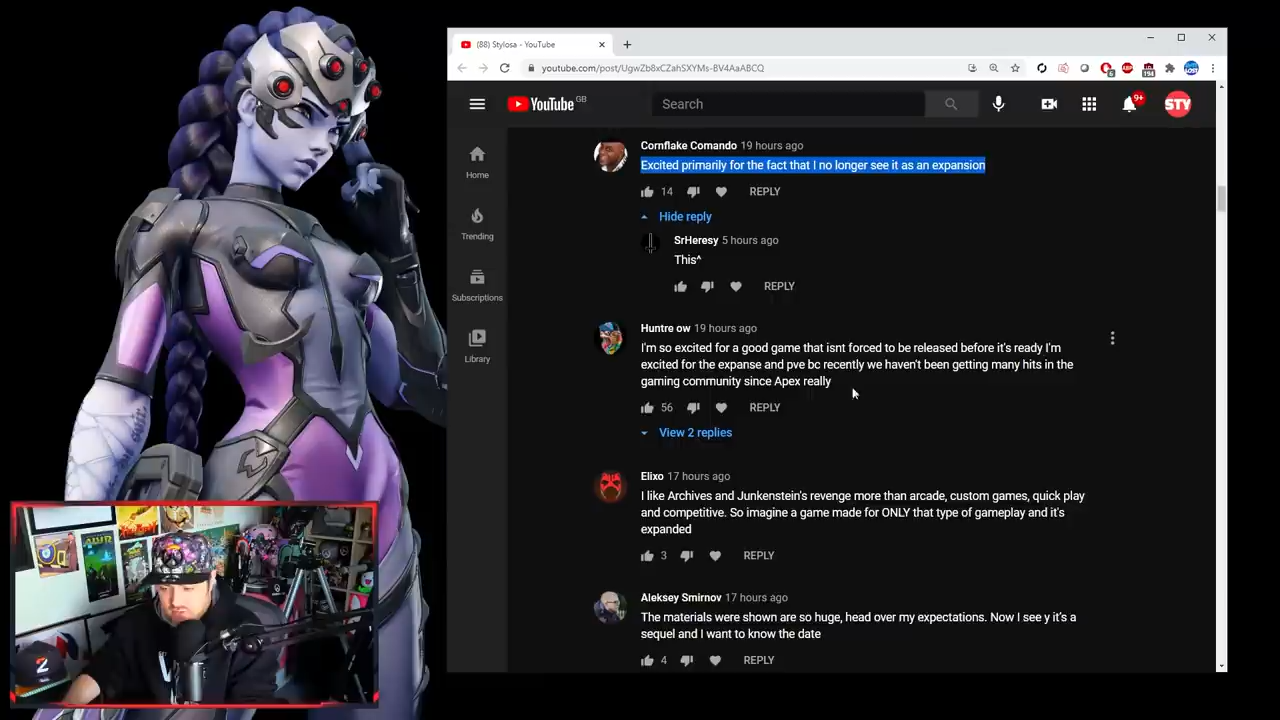 (88) Stylosa - YouTube
youtube.com/post/UgwZb8xCZahSXYMs-BV4AaABCQ
YouTube GB
Search
9+
STY
Home
Trending
Subscriptions
Library
Cornflake Comando 19 hours ago
Excited primarily for the fact that I no longer see it as an expansion
14 REPLY
Hide reply
SrHeresy 5 hours ago
This^
REPLY
Huntre ow 19 hours ago
I'm so excited for a good game that isnt forced to be released before it's ready I'm
excited for the expanse and pve bc recently we haven't been getting many hits in the
gaming community since Apex really
56 REPLY
View 2 replies
Elixo 17 hours ago
I like Archives and Junkenstein's revenge more than arcade, custom games, quick play
and competitive. So imagine a game made for ONLY that type of gameplay and it's
expanded
3 REPLY
Aleksey Smirnov 17 hours ago
The materials were shown are so huge, head over my expectations. Now I see y it's a
sequel and I want to know the date
4 REPLY